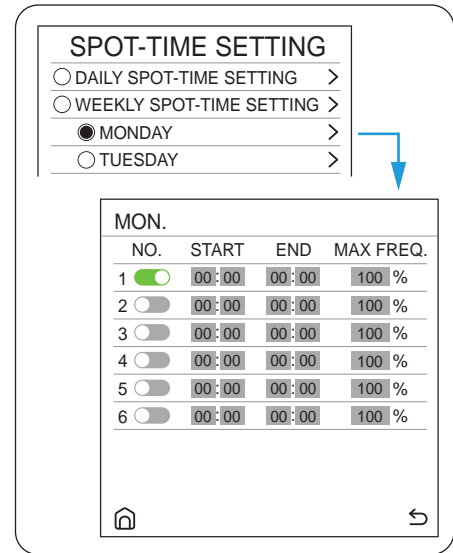 SPOT-TIME SETTING
DAILY SPOT-TIME SETTING
WEEKLY SPOT-TIME SETTING
MONDAY
TUESDAY
MON.
NO. START END MAX FREQ.
1 00:00 00:00 100 %
2 00:00 00:00 100 %
3 00:00 00:00 100 %
4 00:00 00:00 100 %
5 00:00 00:00 100 %
6 00:00 00:00 100 %